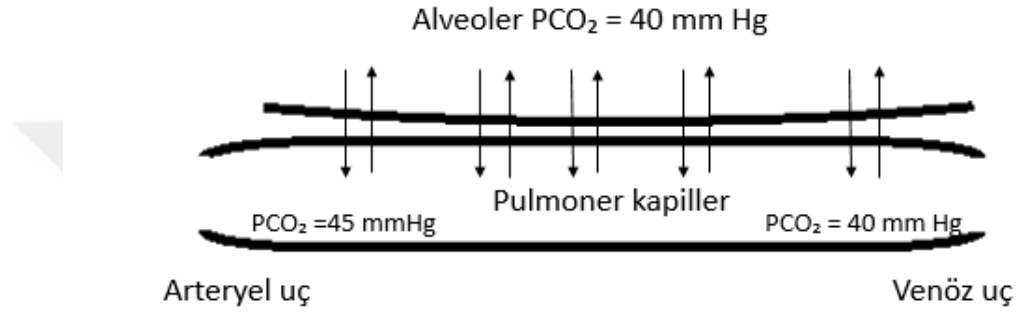 Alveoler PCO₂ = 40 mm Hg
Pulmoner kapiller
PCO₂ =45 mmHg
PCO₂ = 40 mm Hg
Arteryel uç
Venöz uç